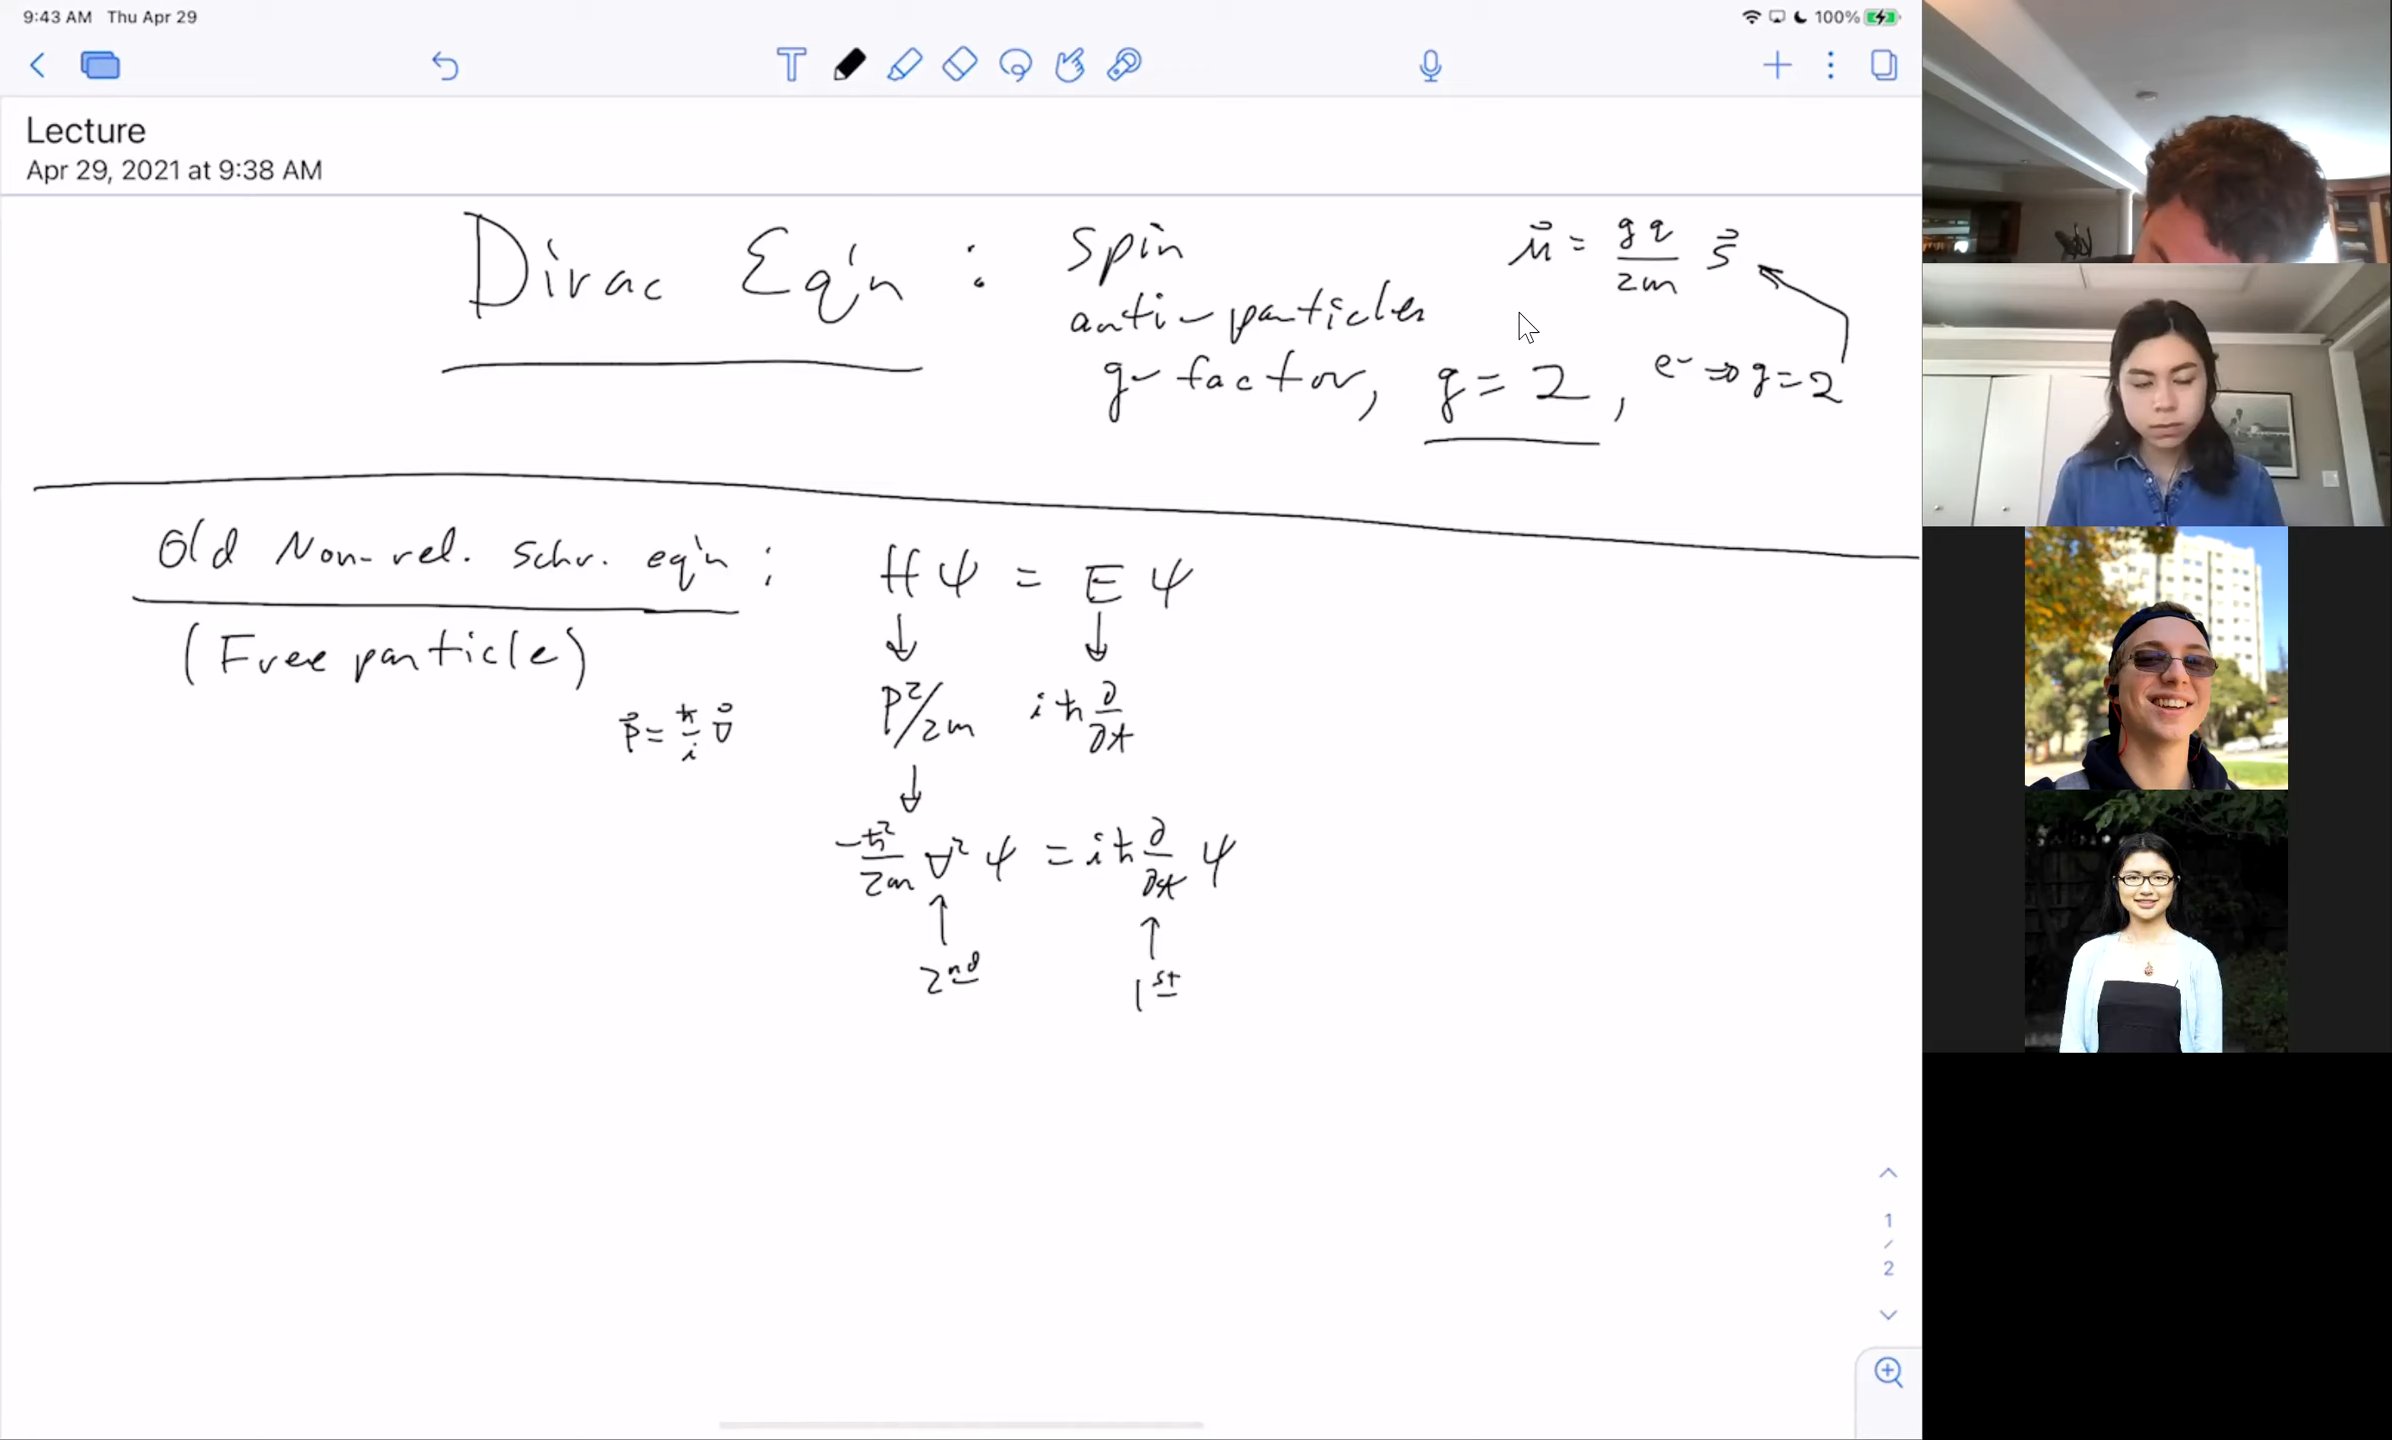 9:43 AM Thu Apr 29
100%
Lecture
Apr 29, 2021 at 9:38 AM
Dirac Eq'n : spin
anti-particles
g-factor, g = 2, e⁻ ⇒ g = 2
μ⃗ = gq/2m S⃗
Old Non-rel. Schr. eq'n :
(Free particle)
Hψ = Eψ
↓ ↓
p⃗ = ħ/i ∇⃗
P²/2m iħ ∂/∂t
↓
-ħ²/2m ∇² ψ = iħ ∂/∂t ψ
↑ ↑
2nd 1st
1
/
2